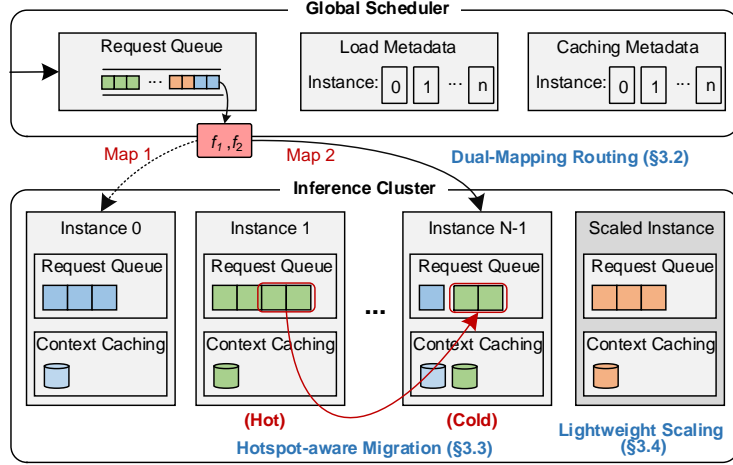 Global Scheduler
Request Queue
...
Load Metadata
Instance: 0 1 ... n
Caching Metadata
Instance: 0 1 ... n
f1,f2
Map 1
Map 2
Dual-Mapping Routing (§3.2)
Inference Cluster
Instance 0
Request Queue
Context Caching
Instance 1
Request Queue
Context Caching
(Hot)
...
Instance N-1
Request Queue
Context Caching
(Cold)
Scaled Instance
Request Queue
Context Caching
Hotspot-aware Migration (§3.3)
Lightweight Scaling
(§3.4)